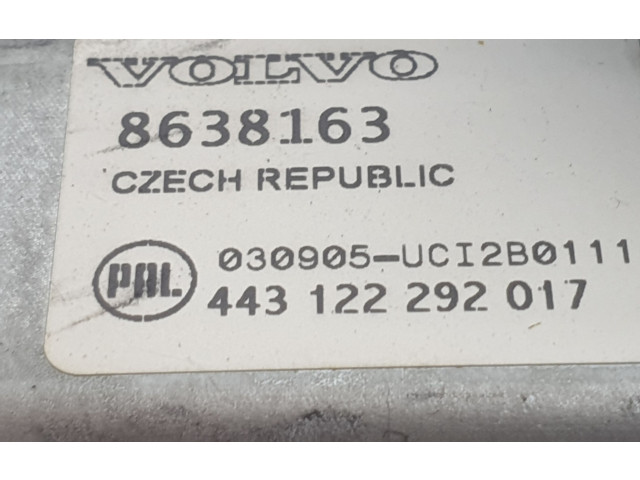 VOLVO
8638163
CZECH REPUBLIC
030905-UCI2B0111
PAL
443 122 292 017